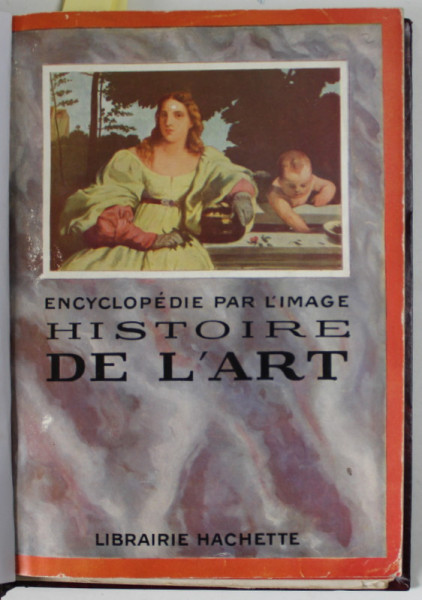 ENCYCLOPÉDIE PAR L'IMAGE
HISTOIRE
DE L'ART
LIBRAIRIE HACHETTE